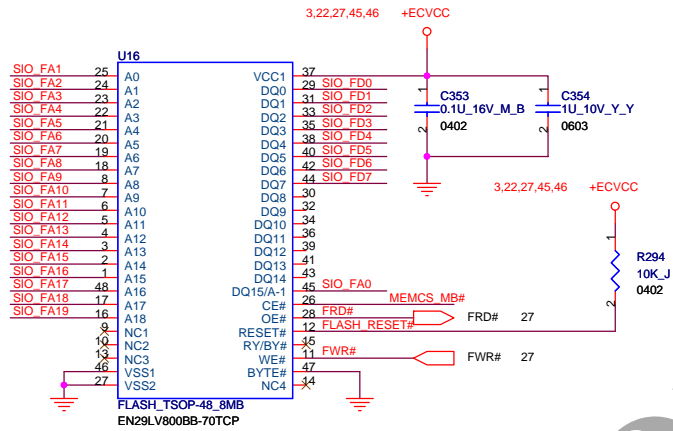 3,22,27,45,46 +ECVCC
U16
SIO_FA1 25 A0 VCC1 37
SIO_FA2 24 A1 DQ0 29 SIO_FD0
SIO_FA3 23 A2 DQ1 31 SIO_FD1
SIO_FA4 22 A3 DQ2 33 SIO_FD2
SIO_FA5 21 A4 DQ3 35 SIO_FD3
SIO_FA6 20 A5 DQ4 38 SIO_FD4
SIO_FA7 19 A6 DQ5 40 SIO_FD5
SIO_FA8 18 A7 DQ6 42 SIO_FD6
SIO_FA9 8 A8 DQ7 44 SIO_FD7
SIO_FA10 7 A9 DQ8 30
SIO_FA11 6 A10 DQ9 32
SIO_FA12 5 A11 DQ10 34
SIO_FA13 4 A12 DQ11 36
SIO_FA14 3 A13 DQ12 39
SIO_FA15 2 A14 DQ13 41
SIO_FA16 1 A15 DQ14 43
SIO_FA17 48 A16 DQ15/A-1 45 SIO_FA0
SIO_FA18 17 A17 CE# 26 MEMCS_MB#
SIO_FA19 16 A18 OE# 28 FRD# FRD# 27
9 NC1 RESET# 12 FLASH_RESET#
10 NC2 RY/BY# 15
13 NC3 WE# 11 FWR# FWR# 27
46 VSS1 BYTE# 47
27 VSS2 NC4 14
FLASH_TSOP-48_8MB
EN29LV800BB-70TCP
1
C353
0.1U_16V_M_B
2 0402
1
C354
1U_10V_Y_Y
2 0603
3,22,27,45,46 +ECVCC
1
R294
10K_J
2 0402